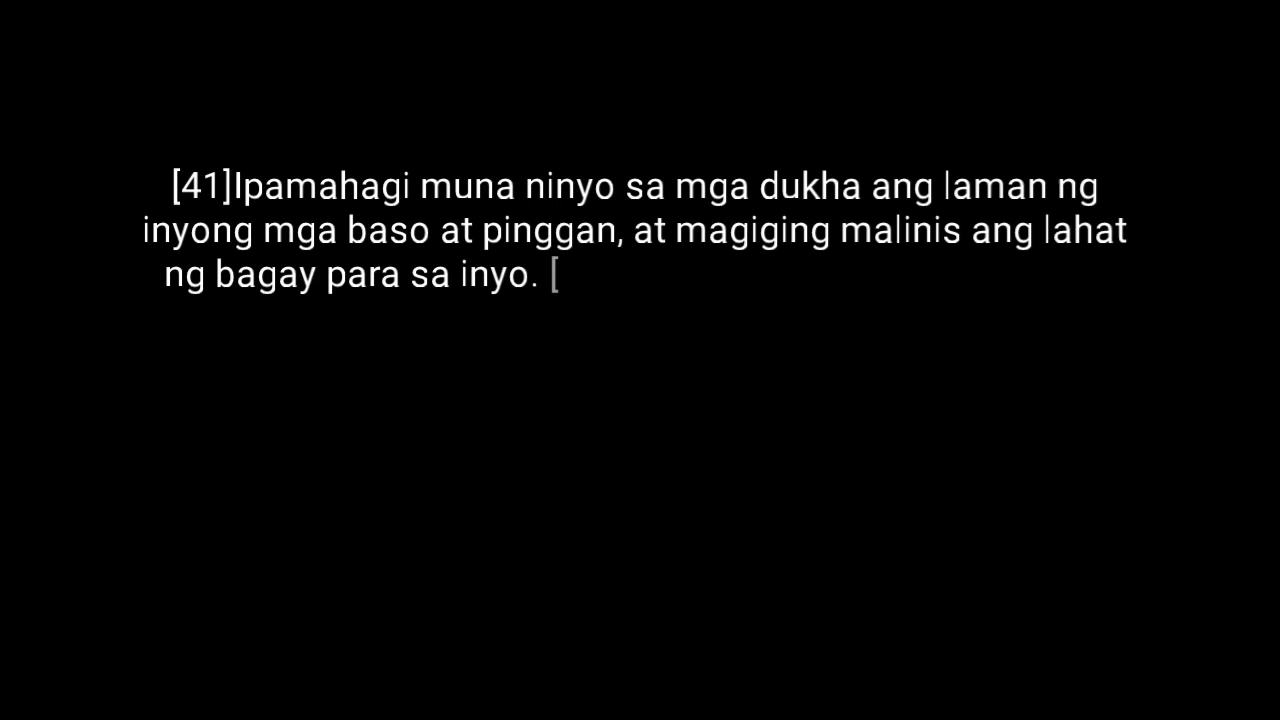 [41]Ipamahagi muna ninyo sa mga dukha ang laman ng
inyong mga baso at pinggan, at magiging malinis ang lahat
ng bagay para sa inyo. [